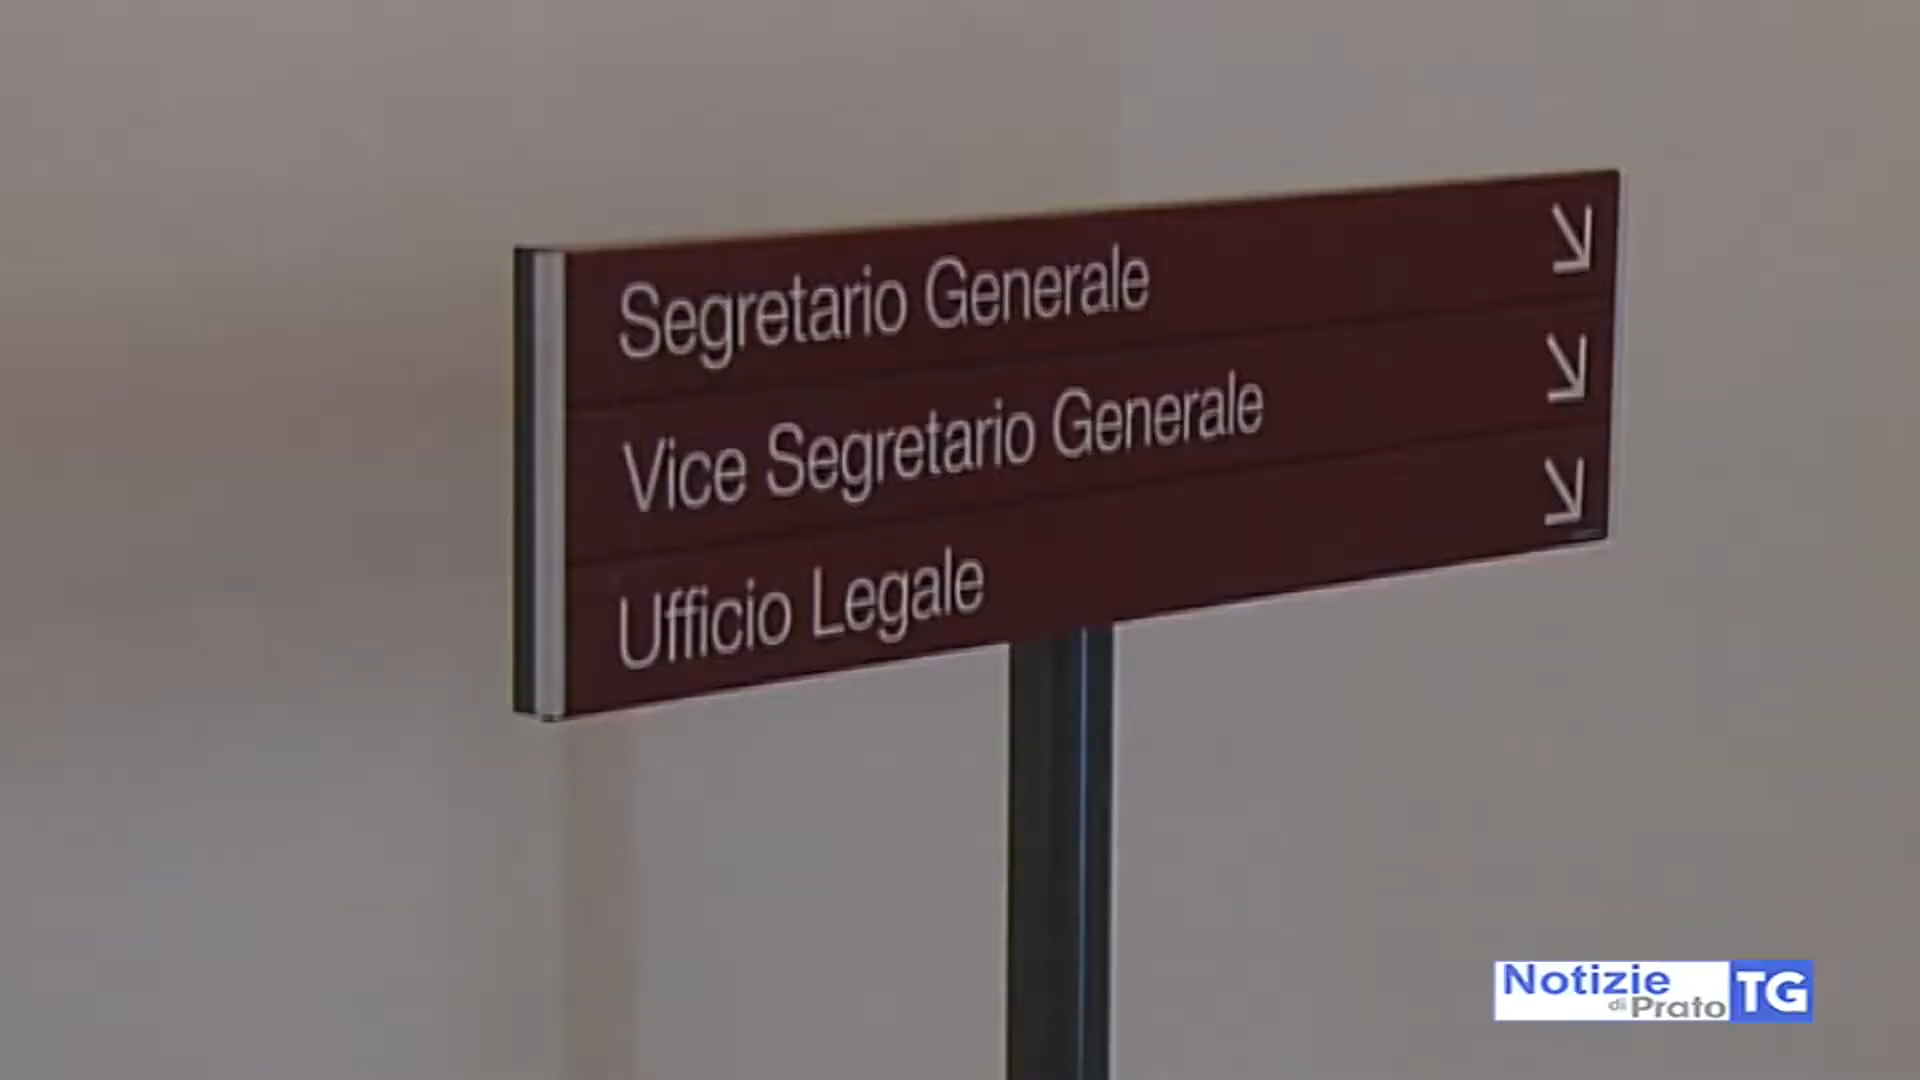 Segretario Generale
Vice Segretario Generale
Ufficio Legale
Notizie
di Prato
TG